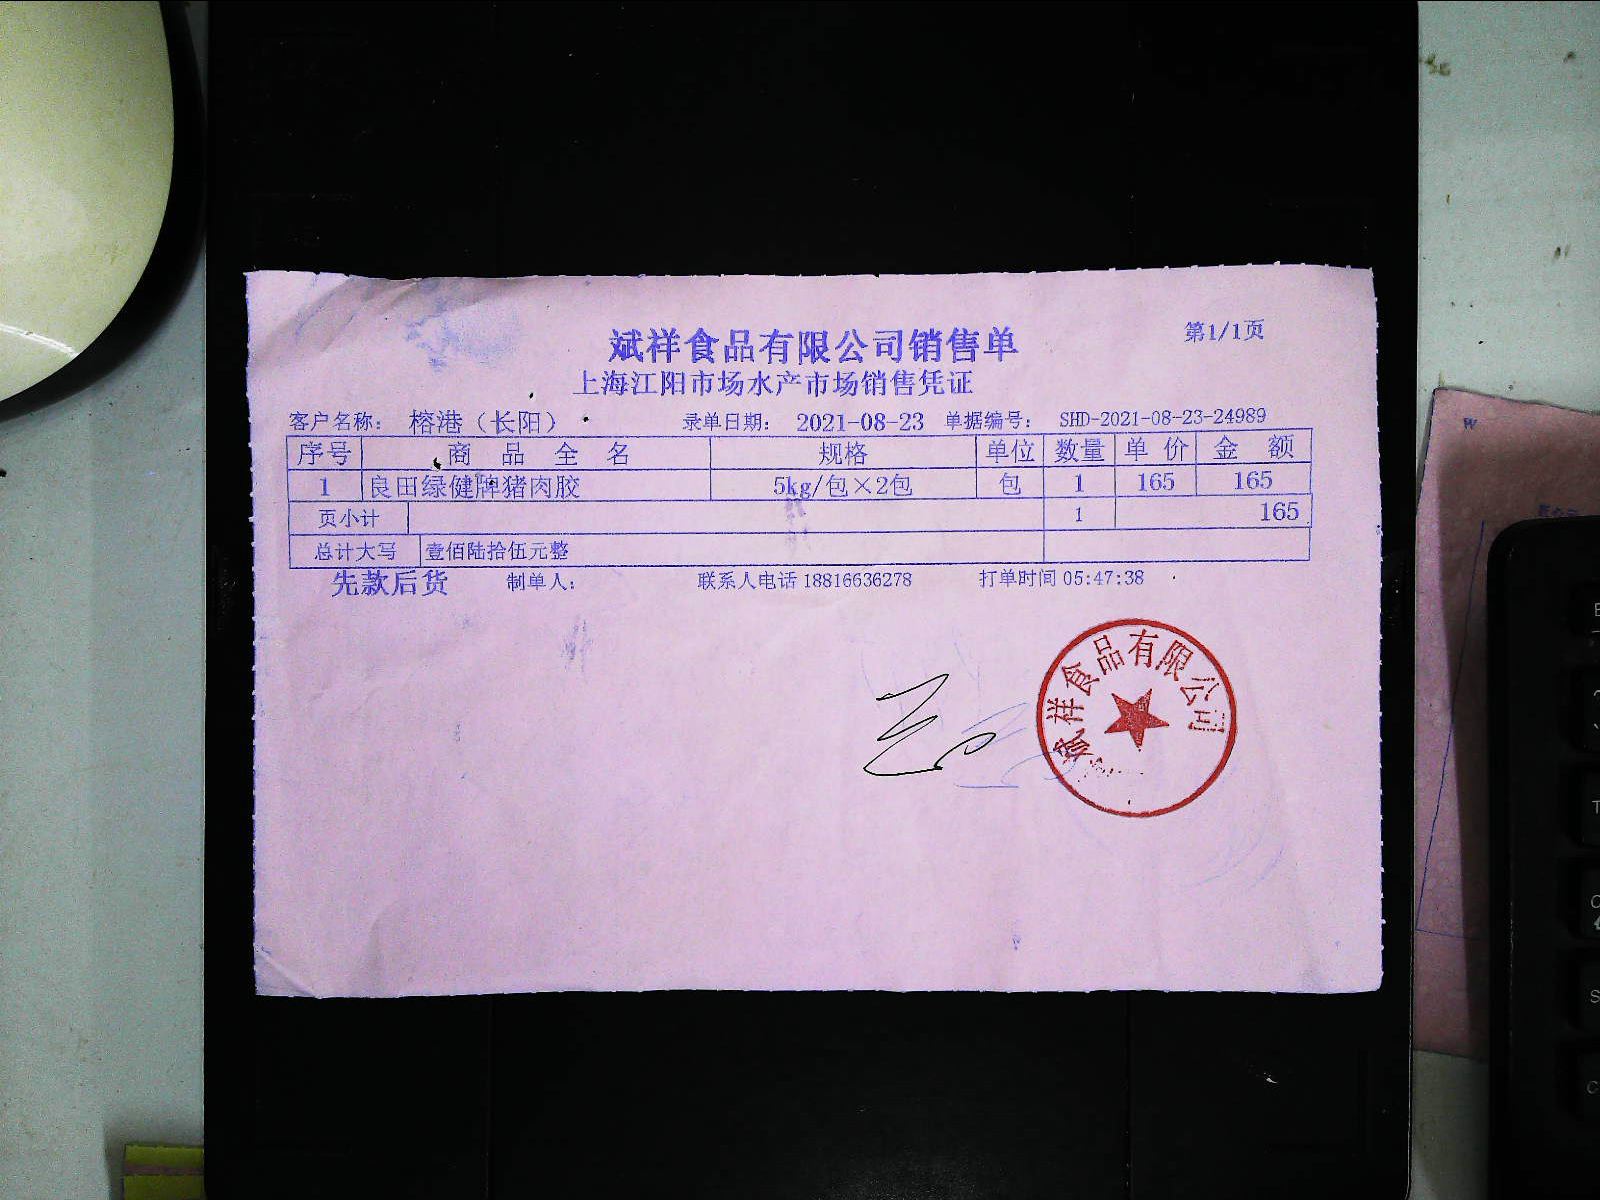 斌祥食品有限公司销售单
第1/1页
上海江阳市场水产市场销售凭证
客户名称： 榕港（长阳） 录单日期： 2021-08-23 单据编号： SHD-2021-08-23-24989
序号 商品全名 规格 单位 数量 单价 金额
1 良田绿健牌猪肉胶 5kg/包×2包 包 1 165 165
页小计 1 165
总计大写 壹佰陆拾伍元整
先款后货 制单人： 联系人电话 18816636278 打单时间 05:47:38
斌祥食品有限公司